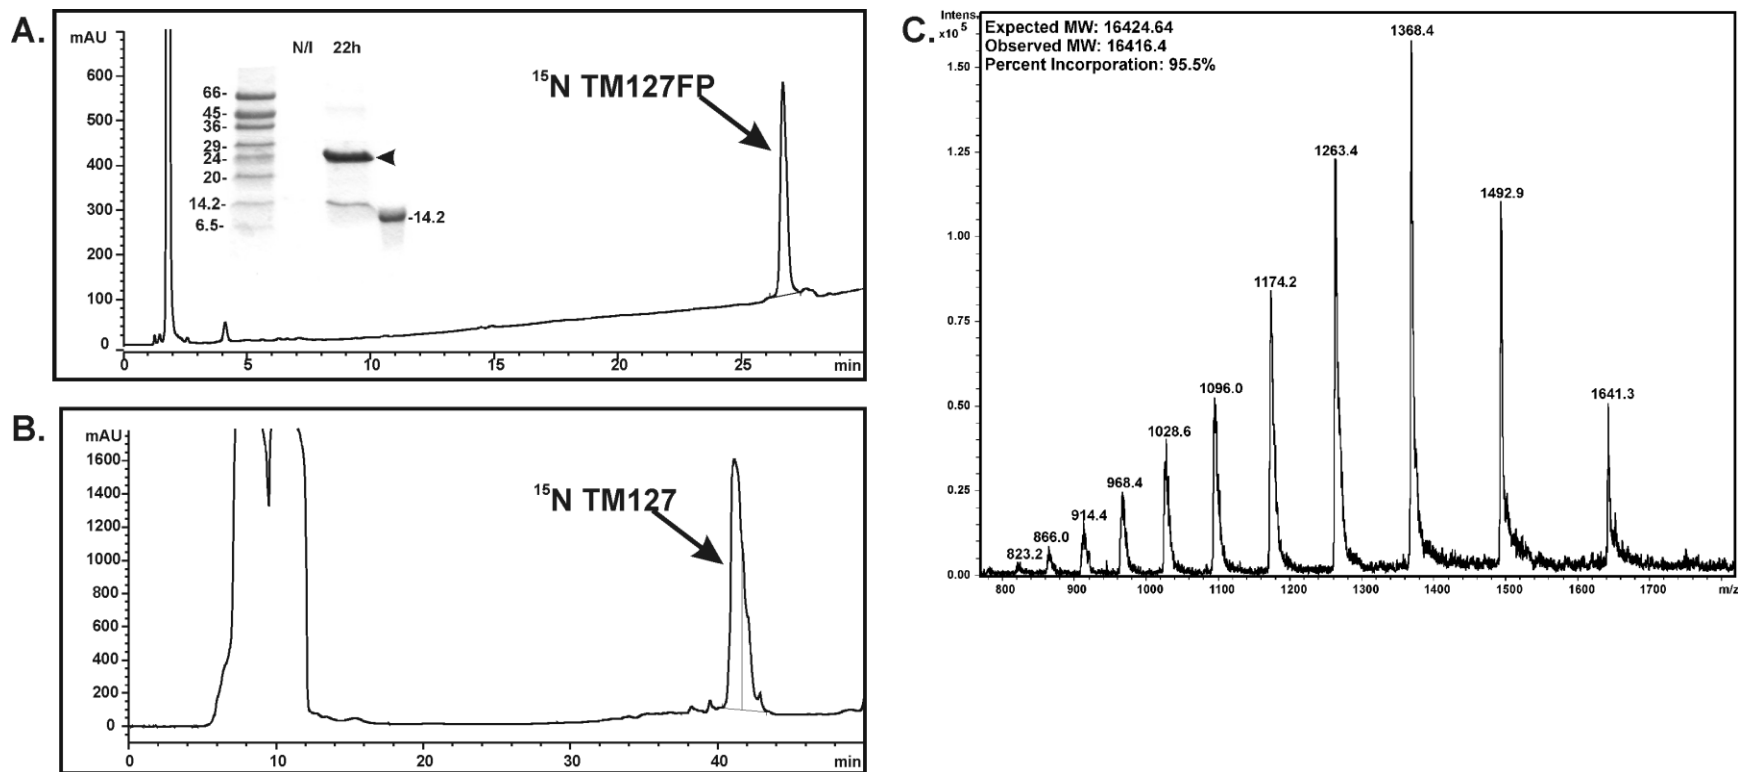 A.
mAU
600
500
400
300
200
100
0
0 5 10 15 20 25 min
N/I 22h
66-
45-
36-
29-
24-
20-
14.2-
6.5-
-14.2
15N TM127FP
B.
mAU
1600
1400
1200
1000
800
600
400
200
0
0 10 20 30 40 min
15N TM127
C.
Intens.
x10^5
Expected MW: 16424.64
Observed MW: 16416.4
Percent Incorporation: 95.5%
1.50
1.25
1.00
0.75
0.50
0.25
0.00
823.2
866.0
914.4
968.4
1028.6
1096.0
1174.2
1263.4
1368.4
1492.9
1641.3
800 900 1000 1100 1200 1300 1400 1500 1600 1700 m/z